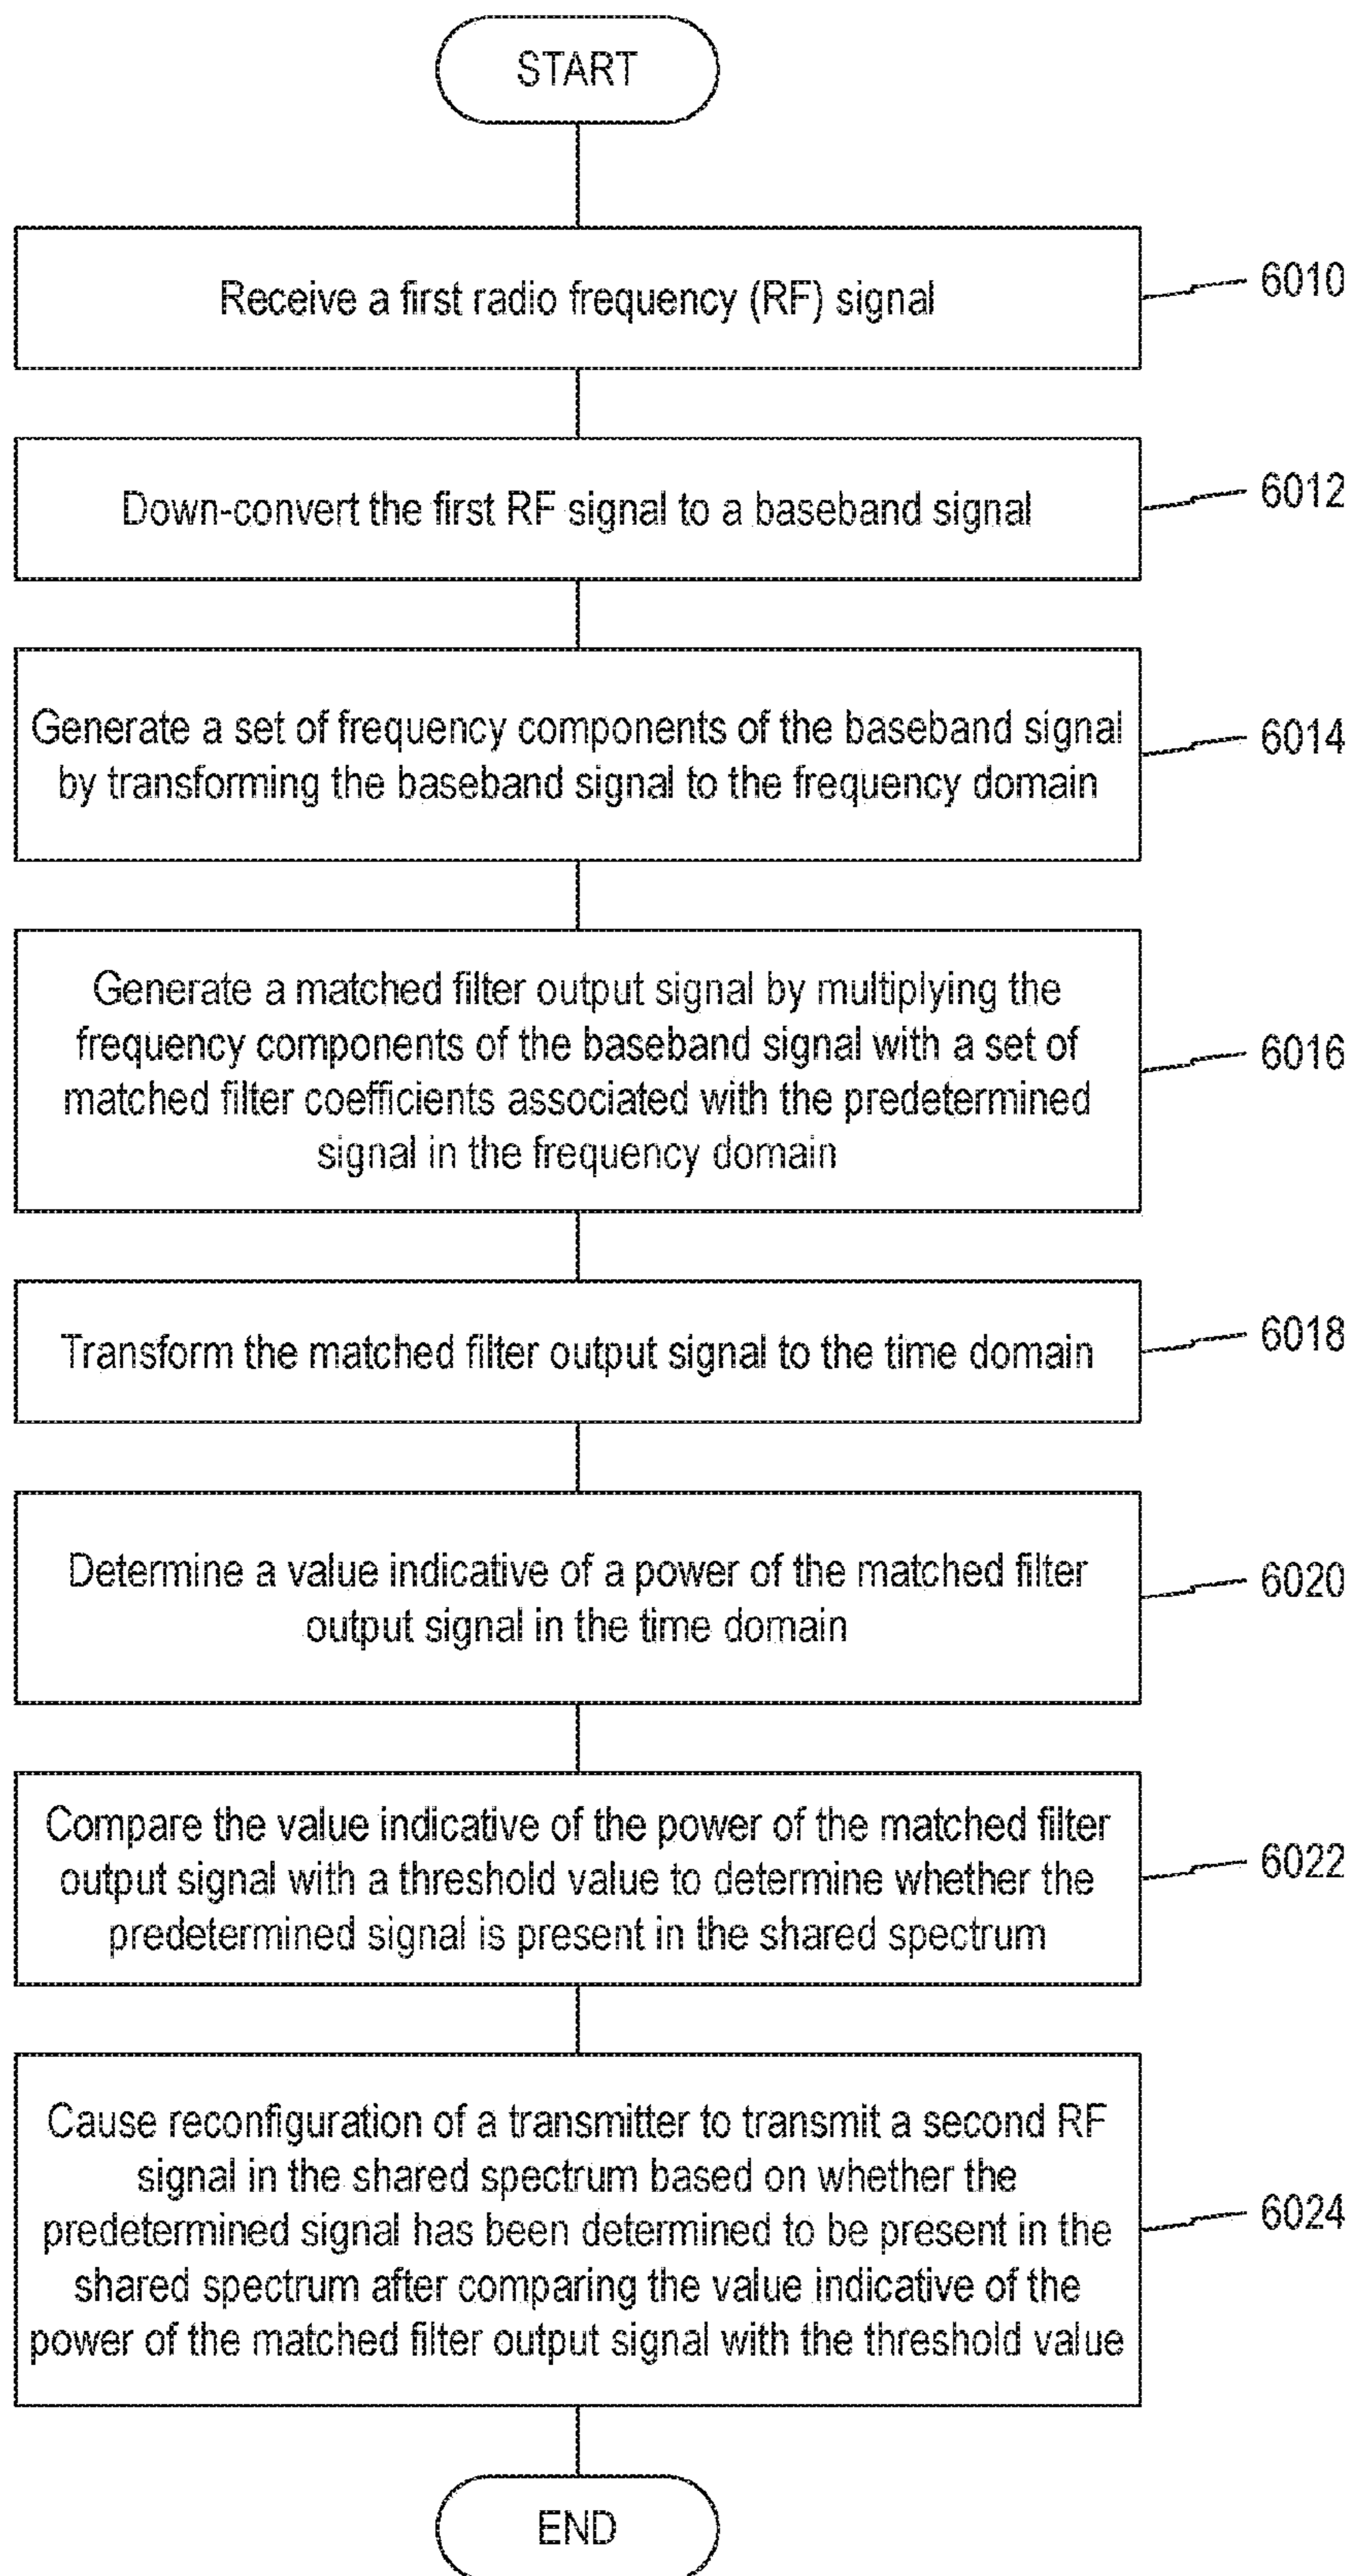 START
Receive a first radio frequency (RF) signal
6010
Down-convert the first RF signal to a baseband signal
6012
Generate a set of frequency components of the baseband signal
by transforming the baseband signal to the frequency domain
6014
Generate a matched filter output signal by multiplying the
frequency components of the baseband signal with a set of
matched filter coefficients associated with the predetermined
signal in the frequency domain
6016
Transform the matched filter output signal to the time domain
6018
Determine a value indicative of a power of the matched filter
output signal in the time domain
6020
Compare the value indicative of the power of the matched filter
output signal with a threshold value to determine whether the
predetermined signal is present in the shared spectrum
6022
Cause reconfiguration of a transmitter to transmit a second RF
signal in the shared spectrum based on whether the
predetermined signal has been determined to be present in the
shared spectrum after comparing the value indicative of the
power of the matched filter output signal with the threshold value
6024
END